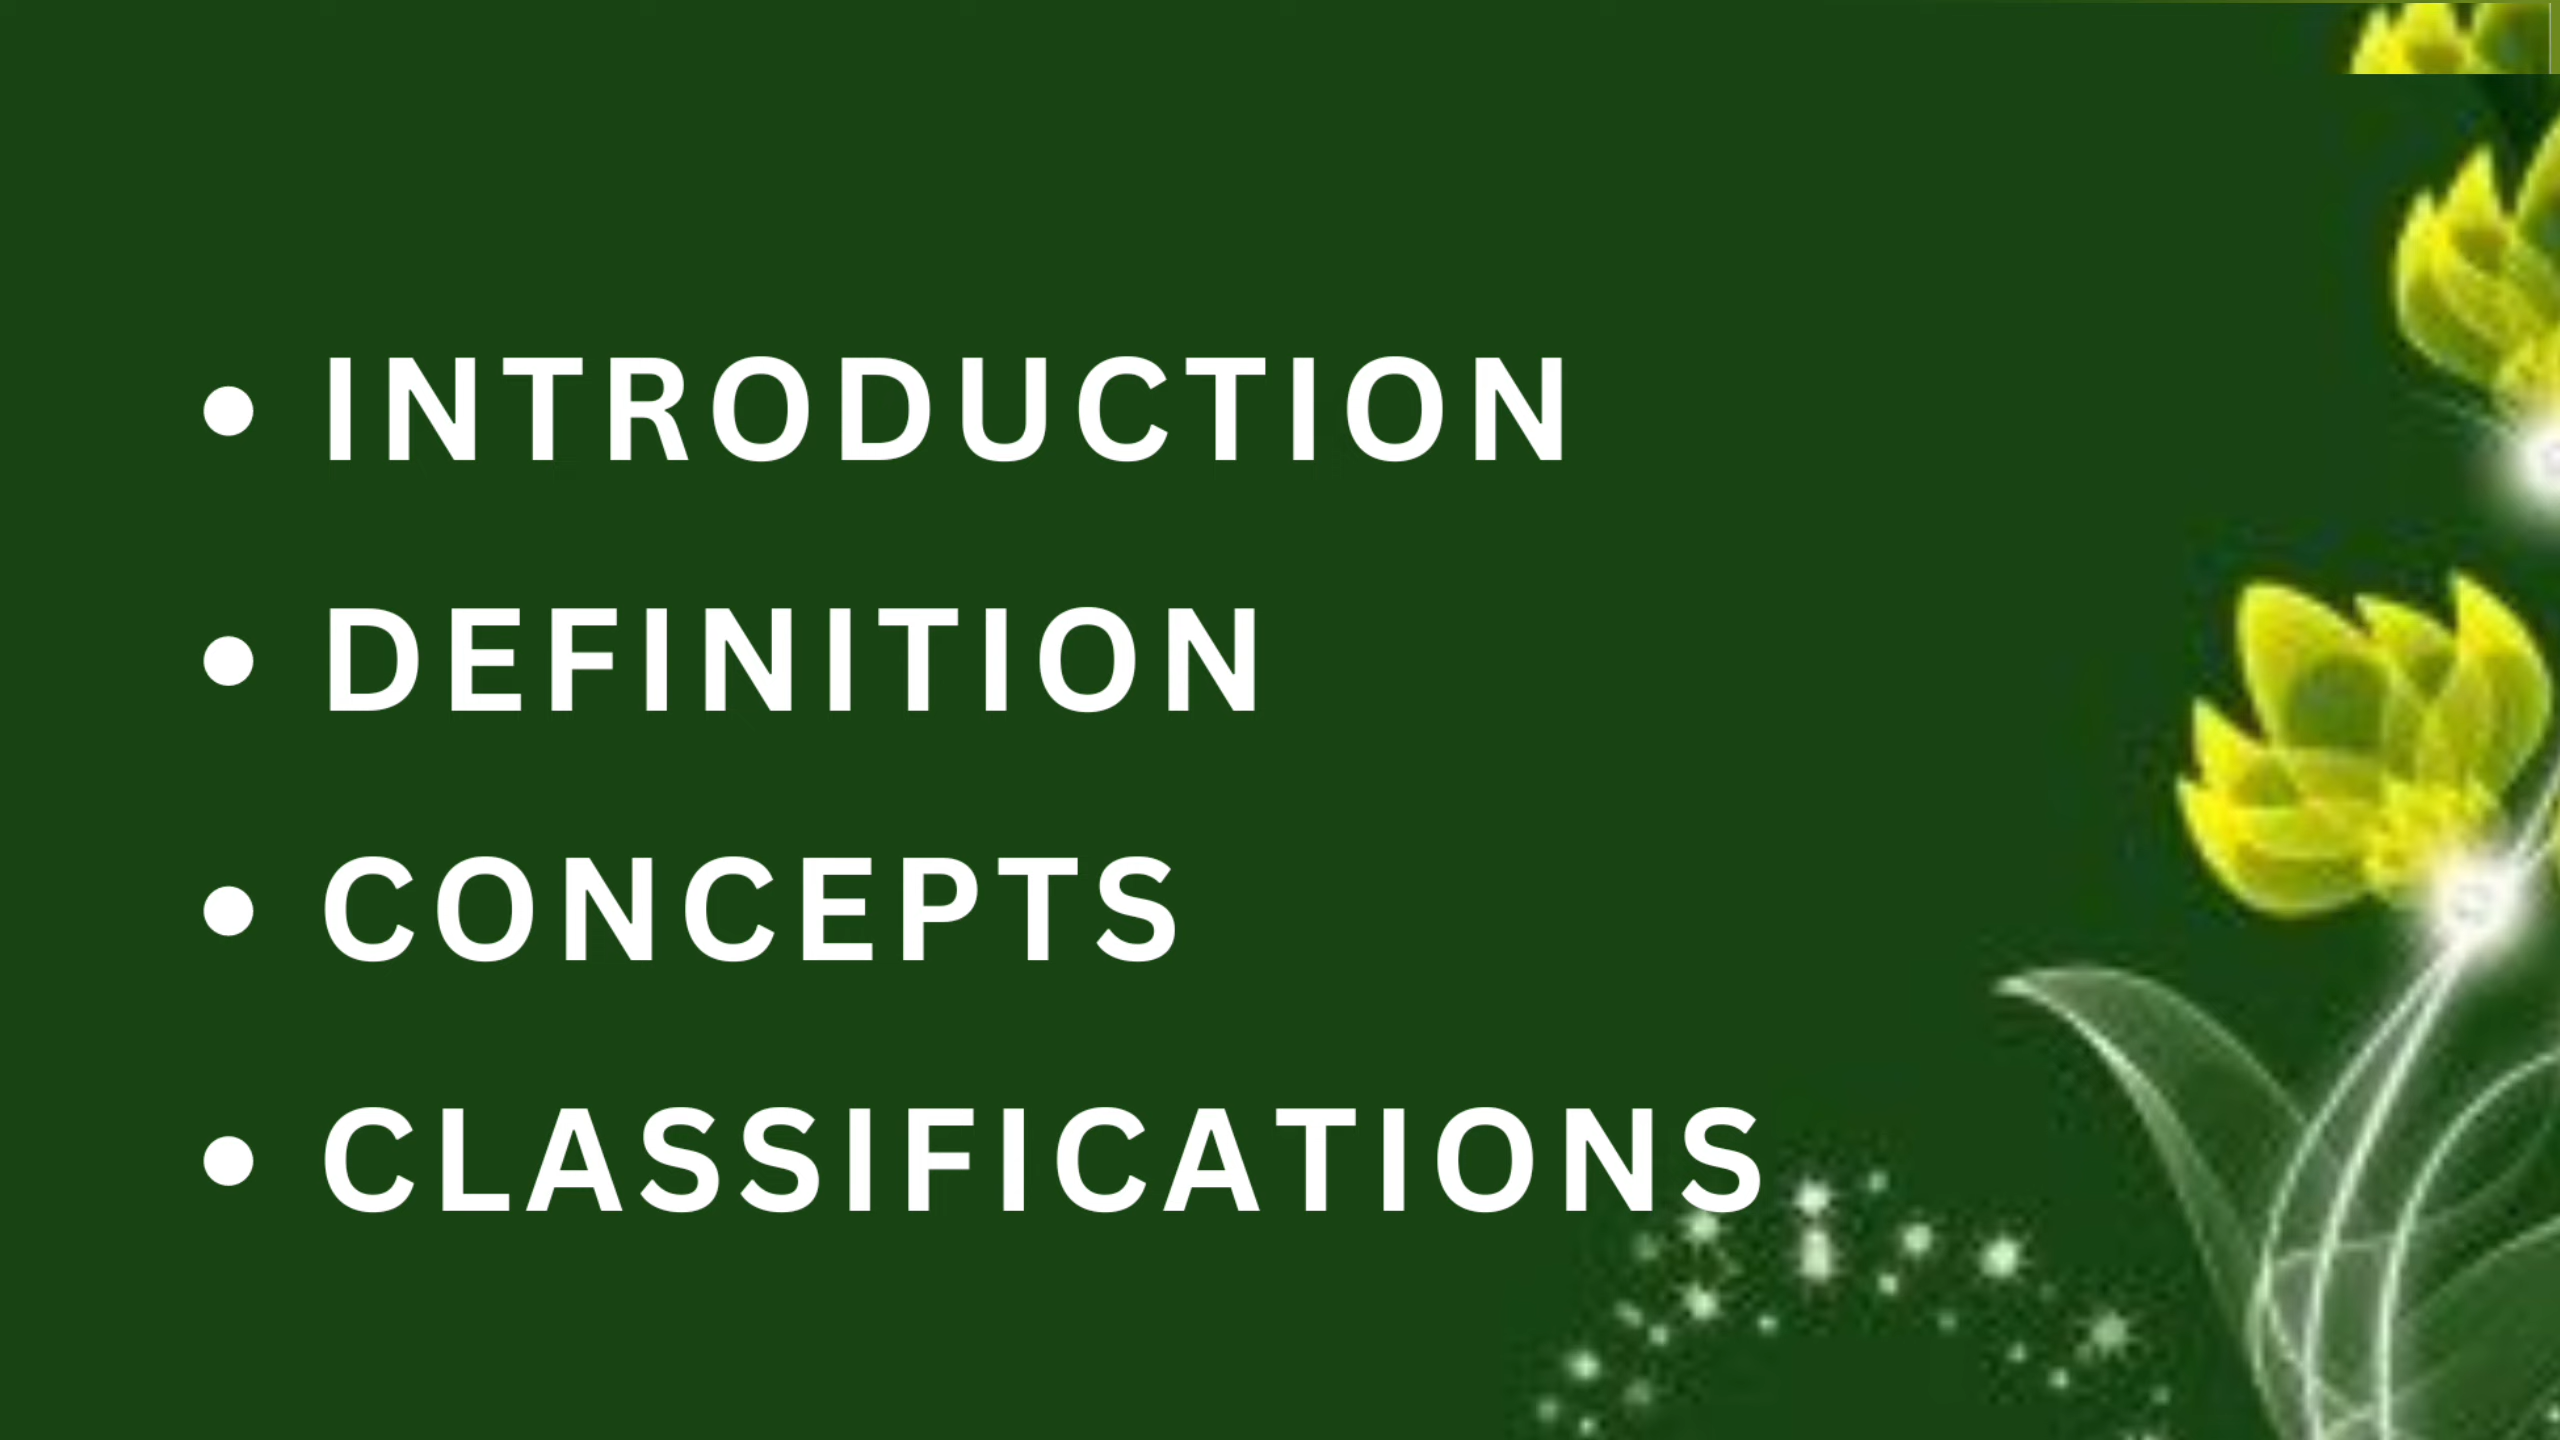 • INTRODUCTION
• DEFINITION
• CONCEPTS
• CLASSIFICATIONS